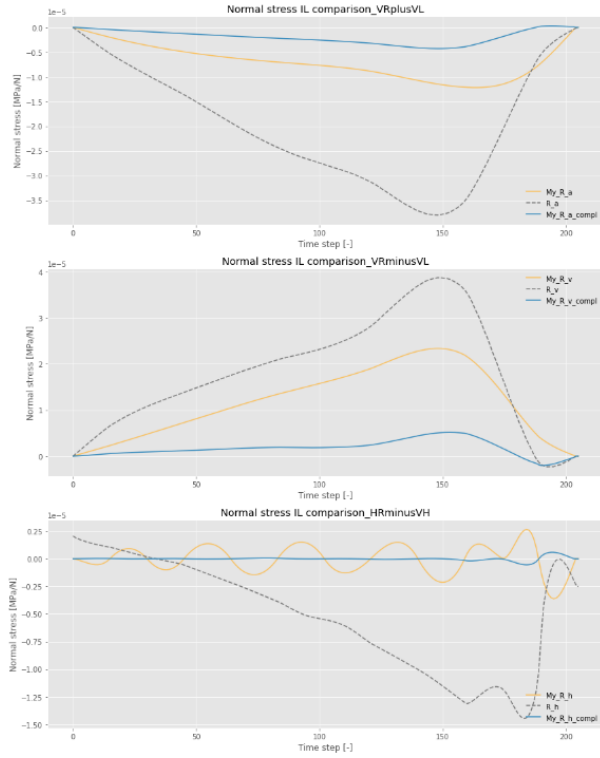 Normal stress IL comparison_VRplusVL
1e−5
0.0
−0.5
−1.0
−1.5
−2.0
−2.5
−3.0
−3.5
Normal stress [MPa/N]
My_R_a
R_a
My_R_a_compl
0 50 100 150 200
Time step [-]
Normal stress IL comparison_VRminusVL
1e−5
4
3
2
1
0
Normal stress [MPa/N]
My_R_v
R_v
My_R_v_compl
0 50 100 150 200
Time step [-]
Normal stress IL comparison_HRminusVH
1e−5
0.25
0.00
−0.25
−0.50
−0.75
−1.00
−1.25
−1.50
Normal stress [MPa/N]
My_R_h
R_h
My_R_h_compl
0 50 100 150 200
Time step [-]